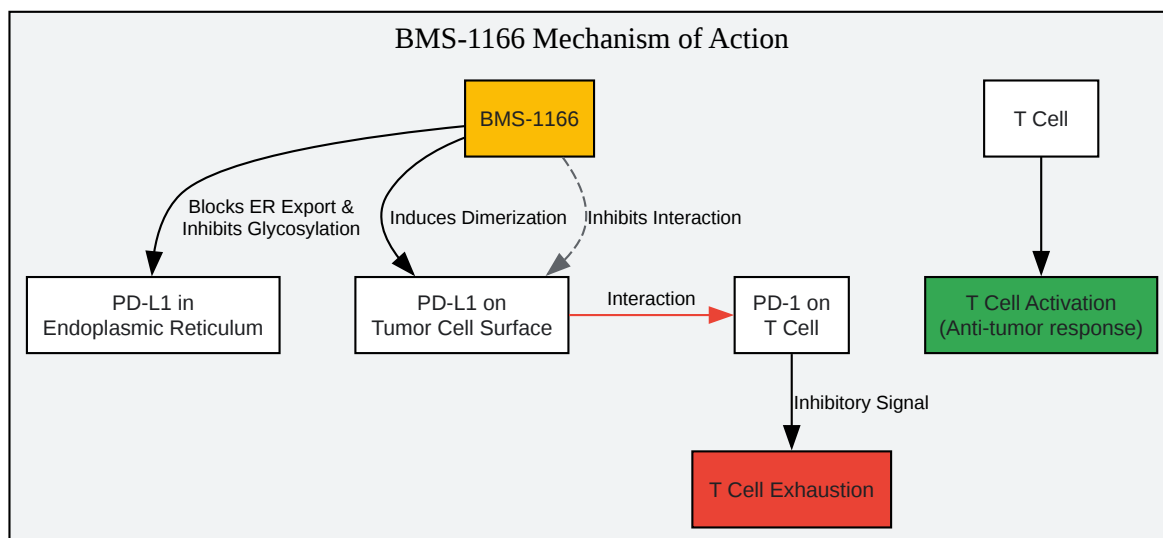 BMS-1166 Mechanism of Action
BMS-1166
T Cell
Blocks ER Export &
Inhibits Glycosylation
Induces Dimerization
Inhibits Interaction
PD-L1 in
Endoplasmic Reticulum
PD-L1 on
Tumor Cell Surface
Interaction
PD-1 on
T Cell
T Cell Activation
(Anti-tumor response)
Inhibitory Signal
T Cell Exhaustion